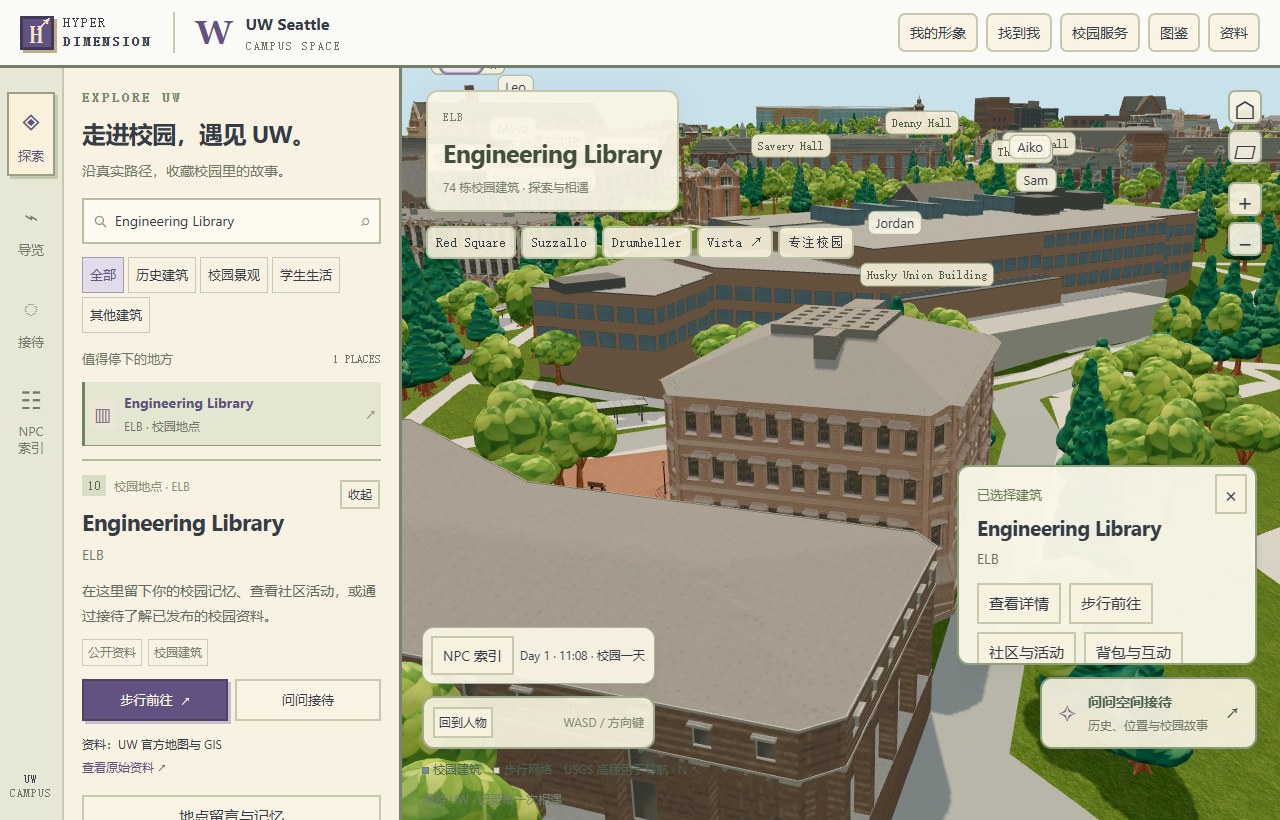 HYPER
DIMENSION
UW Seattle
CAMPUS SPACE
我的形象
找到我
校园服务
图鉴
资料
探索
导览
接待
NPC
索引
UW
CAMPUS
EXPLORE UW
走进校园，遇见 UW。
沿真实路径，收藏校园里的故事。
Engineering Library
全部
历史建筑
校园景观
学生生活
其他建筑
值得停下的地方
1 PLACES
Engineering Library
ELB · 校园地点
↗
10
校园地点 · ELB
收起
Engineering Library
ELB
在这里留下你的校园记忆、查看社区活动，或通
过接待了解已发布的校园资料。
公开资料
校园建筑
步行前往 ↗
问问接待
资料：UW 官方地图与 GIS
查看原始资料 ↗
地点留言与记忆
Leo
ELB
Maya
Engineering Library
74 栋校园建筑 · 探索与相遇
Red Square
Suzzallo
Drumheller
Vista ↗
专注校园
Denny Hall
Savery Hall
Aiko
Sam
Jordan
Husky Union Building
+
−
已选择建筑
×
Engineering Library
ELB
查看详情
步行前往
社区与活动
背包与互动
问问空间接待
历史、位置与校园故事
↗
NPC 索引
Day 1 · 11:08 · 校园一天
回到人物
WASD / 方向键
校园建筑
步行网络